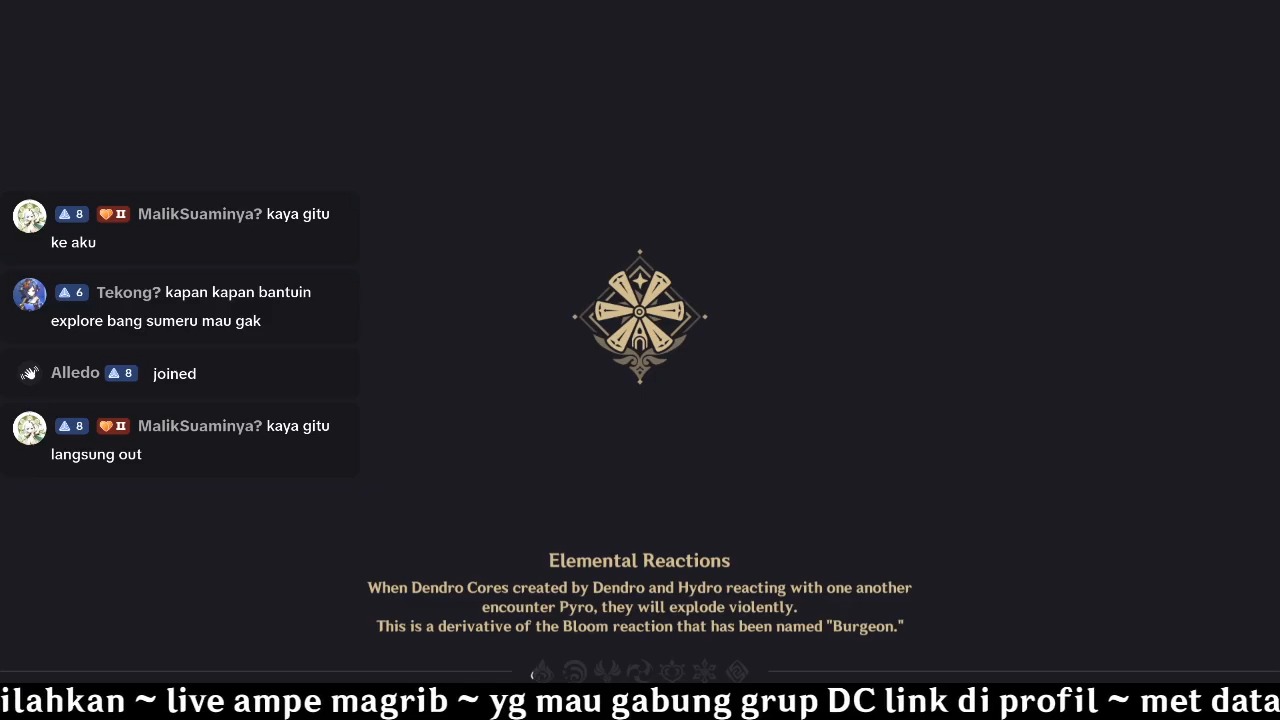 8 II MalikSuaminya? kaya gitu
ke aku
6 Tekong? kapan kapan bantuin
explore bang sumeru mau gak
Alledo 8 joined
8 II MalikSuaminya? kaya gitu
langsung out
Elemental Reactions
When Dendro Cores created by Dendro and Hydro reacting with one another
encounter Pyro, they will explode violently.
This is a derivative of the Bloom reaction that has been named "Burgeon."
ilahkan ~ live ampe magrib ~ yg mau gabung grup DC link di profil ~ met data